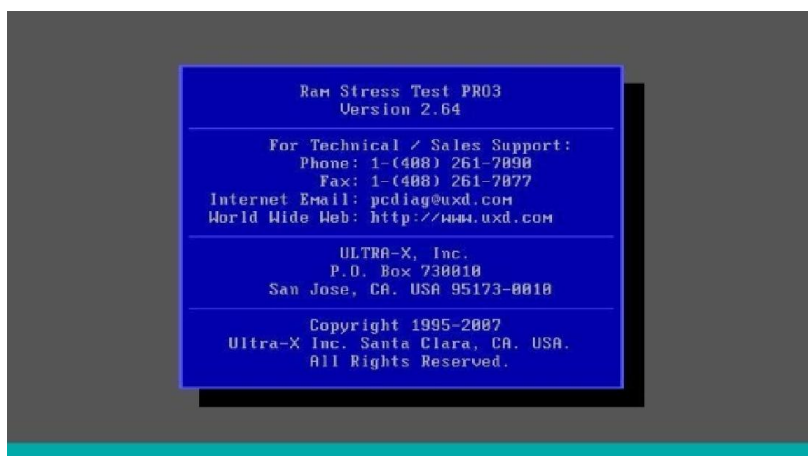 Ram Stress Test PRO3
Version 2.64
For Technical / Sales Support:
Phone: 1-(408) 261-7090
Fax: 1-(408) 261-7077
Internet Email: pcdiag@uxd.com
World Wide Web: http://www.uxd.com
ULTRA-X, Inc.
P.O. Box 730010
San Jose, CA. USA 95173-0010
Copyright 1995-2007
Ultra-X Inc. Santa Clara, CA. USA.
All Rights Reserved.